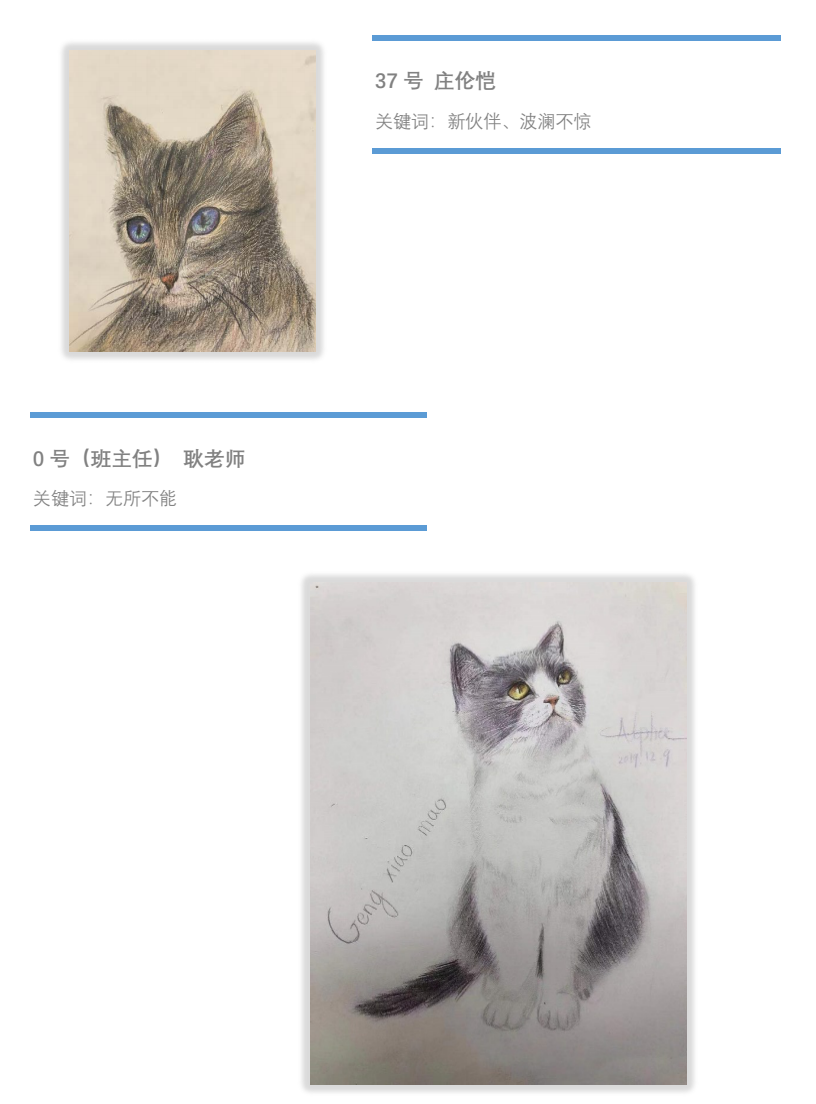 37 号 庄伦恺
关键词：新伙伴、波澜不惊
0 号（班主任） 耿老师
关键词：无所不能
Alpha
2019.12.9
Geng xiao mao